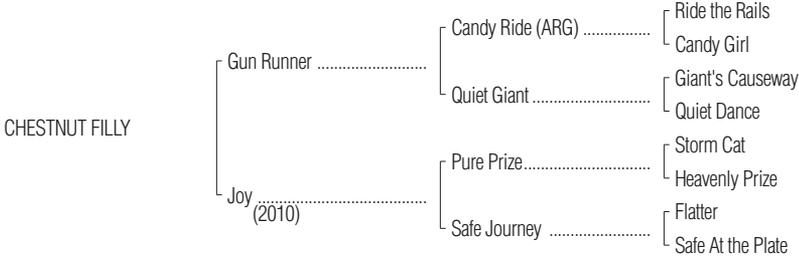 Ride the Rails
Candy Ride (ARG) ................
Candy Girl
Gun Runner ..........................
Giant's Causeway
Quiet Giant ............................
Quiet Dance
CHESTNUT FILLY
Storm Cat
Pure Prize..............................
Heavenly Prize
Joy ........................................
(2010)
Flatter
Safe Journey ........................
Safe At the Plate